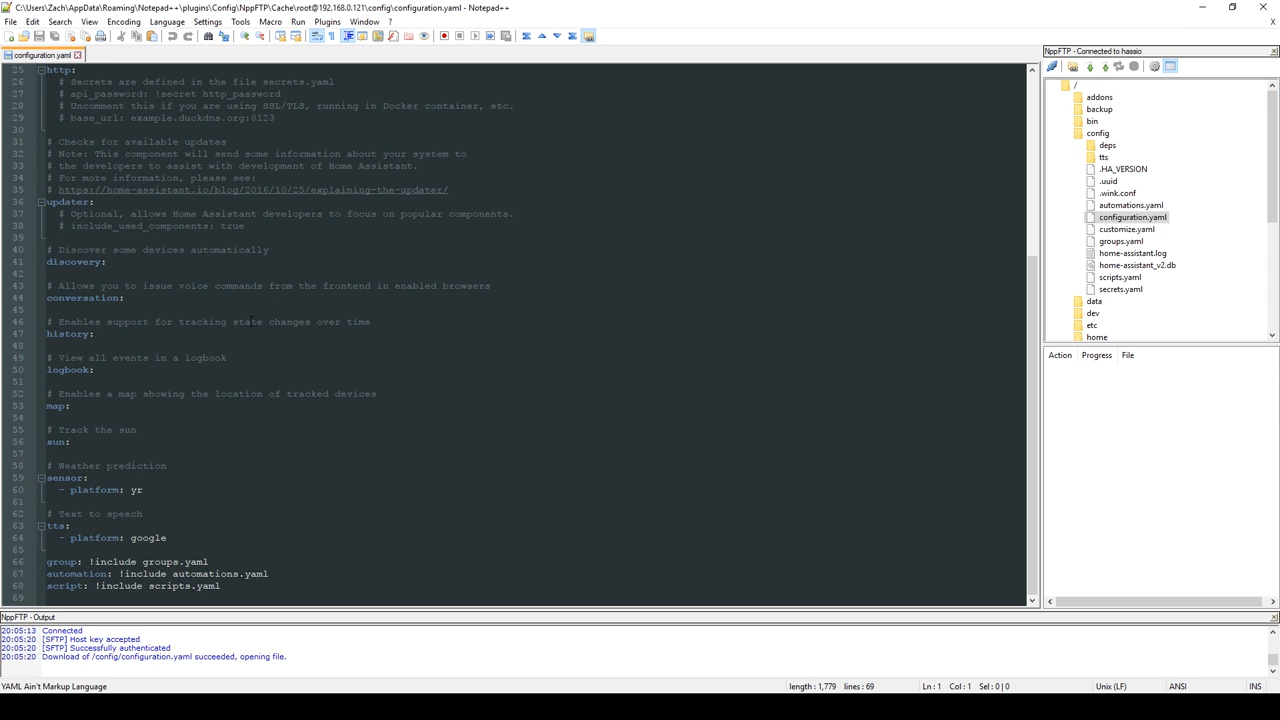 C:\Users\Zach\AppData\Roaming\Notepad++\plugins\Config\NppFTP\Cache\root@192.168.0.121\config\configuration.yaml - Notepad++
File Edit Search View Encoding Language Settings Tools Macro Run Plugins Window ?
configuration.yaml
25 http:
26 # Secrets are defined in the file secrets.yaml
27 # api_password: !secret http_password
28 # Uncomment this if you are using SSL/TLS, running in Docker container, etc.
29 # base_url: example.duckdns.org:8123
30
31 # Checks for available updates
32 # Note: This component will send some information about your system to
33 # the developers to assist with development of Home Assistant.
34 # For more information, please see:
35 # https://home-assistant.io/blog/2016/10/25/explaining-the-updater/
36 updater:
37 # Optional, allows Home Assistant developers to focus on popular components.
38 # include_used_components: true
39
40 # Discover some devices automatically
41 discovery:
42
43 # Allows you to issue voice commands from the frontend in enabled browsers
44 conversation:
45
46 # Enables support for tracking state changes over time
47 history:
48
49 # View all events in a logbook
50 logbook:
51
52 # Enables a map showing the location of tracked devices
53 map:
54
55 # Track the sun
56 sun:
57
58 # Weather prediction
59 sensor:
60 - platform: yr
61
62 # Text to speech
63 tts:
64 - platform: google
65
66 group: !include groups.yaml
67 automation: !include automations.yaml
68 script: !include scripts.yaml
69
NppFTP - Connected to hassio
/
addons
backup
bin
config
deps
tts
.HA_VERSION
.uuid
.wink.conf
automations.yaml
configuration.yaml
customize.yaml
groups.yaml
home-assistant.log
home-assistant_v2.db
scripts.yaml
secrets.yaml
data
dev
etc
home
Action Progress File
NppFTP - Output
20:05:13 Connected
20:05:20 [SFTP] Host key accepted
20:05:20 [SFTP] Successfully authenticated
20:05:20 Download of /config/configuration.yaml succeeded, opening file.
YAML Ain't Markup Language length : 1,779 lines : 69 Ln : 1 Col : 1 Sel : 0 | 0 Unix (LF) ANSI INS